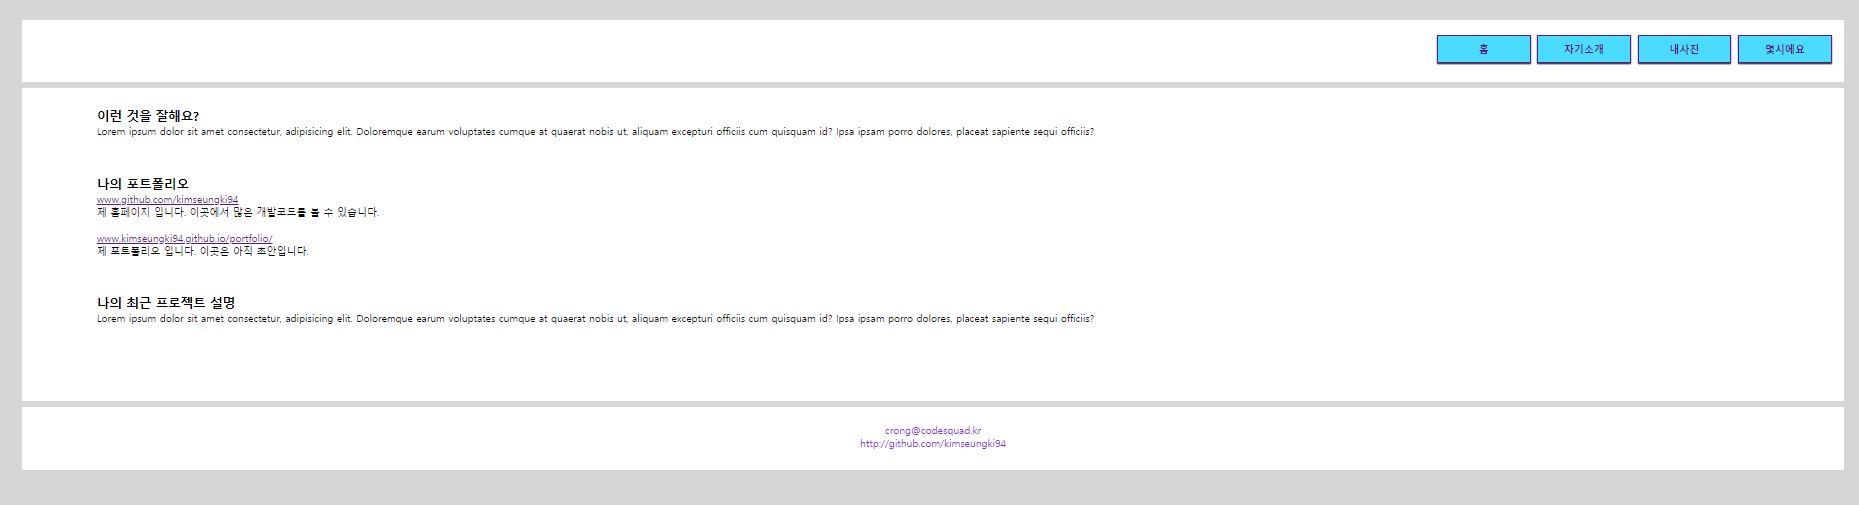 홈 자기소개 내사진 몇시에요
이런 것을 잘해요?
Lorem ipsum dolor sit amet consectetur, adipisicing elit. Doloremque earum voluptates cumque at quaerat nobis ut, aliquam excepturi officiis cum quisquam id? Ipsa ipsam porro dolores, placeat sapiente sequi officiis?
나의 포트폴리오
www.github.com/kimseungki94
제 홈페이지 입니다. 이곳에서 많은 개발코드를 볼 수 있습니다.
www.kimseungki94.github.io/portfolio/
제 포트폴리오 입니다. 이곳은 아직 초안입니다.
나의 최근 프로젝트 설명
Lorem ipsum dolor sit amet consectetur, adipisicing elit. Doloremque earum voluptates cumque at quaerat nobis ut, aliquam excepturi officiis cum quisquam id? Ipsa ipsam porro dolores, placeat sapiente sequi officiis?
crong@codesquad.kr
http://github.com/kimseungki94